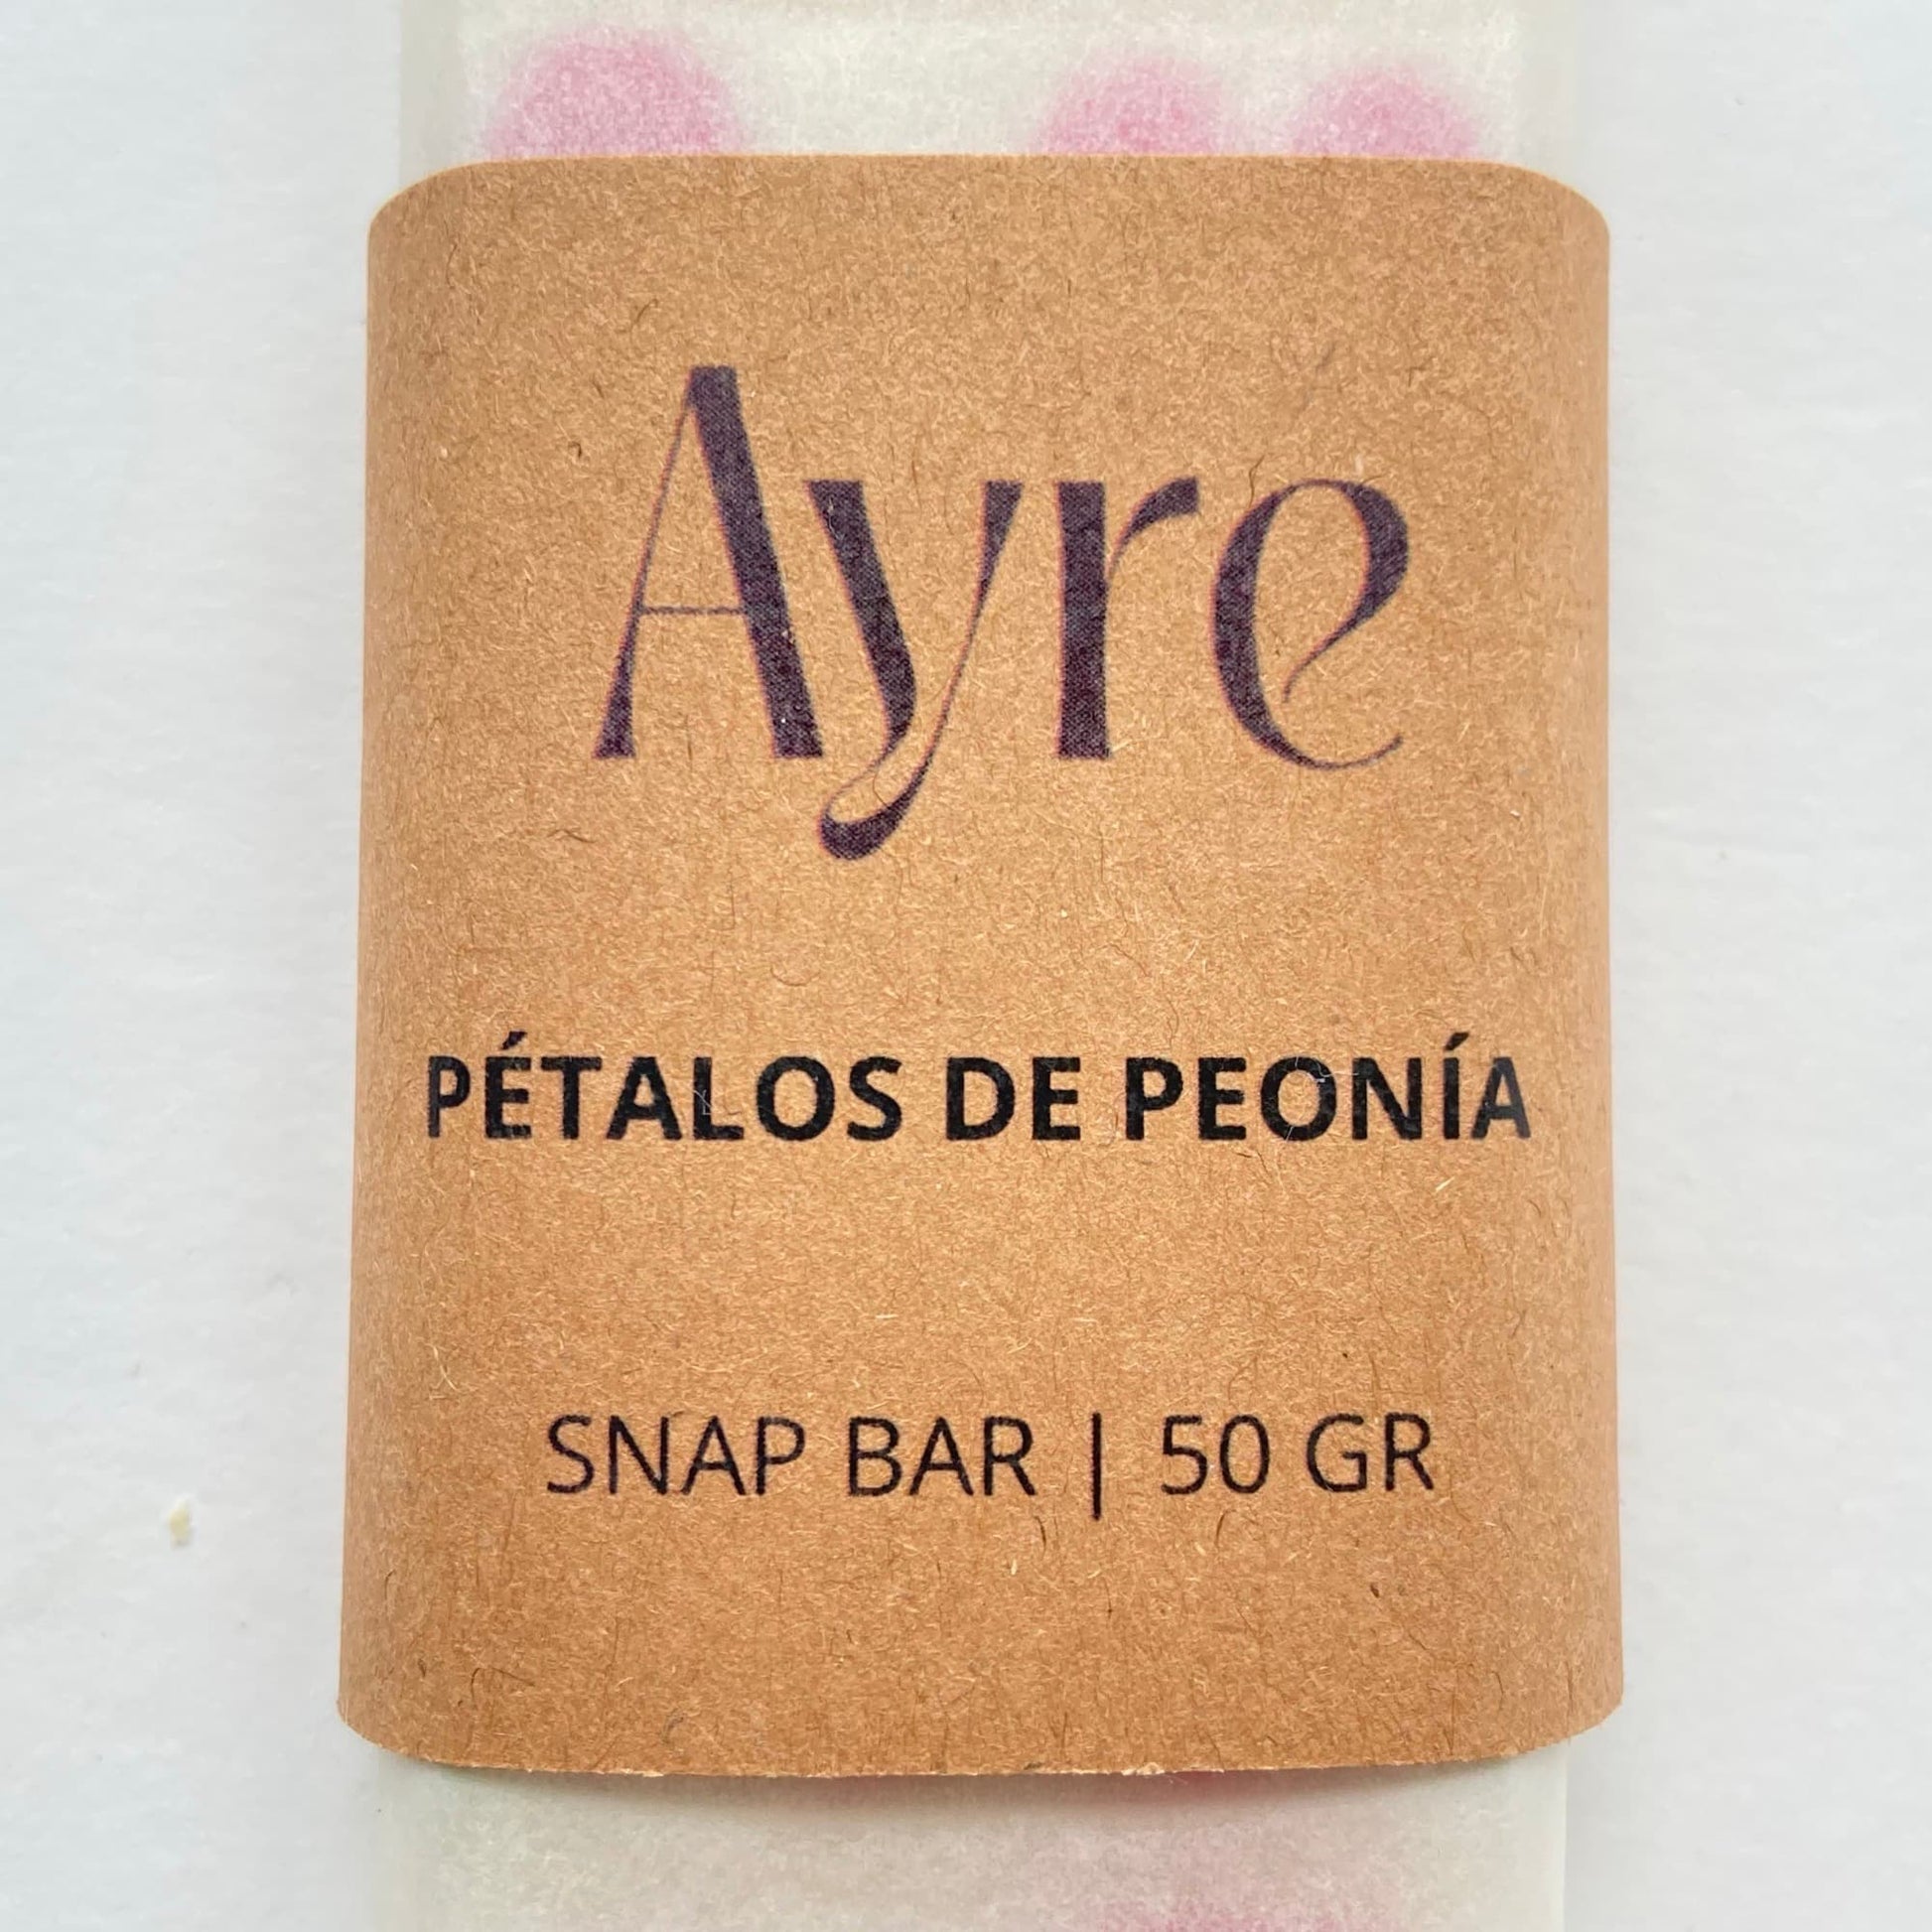 Ayre
PÉTALOS DE PEONÍA
SNAP BAR | 50 GR